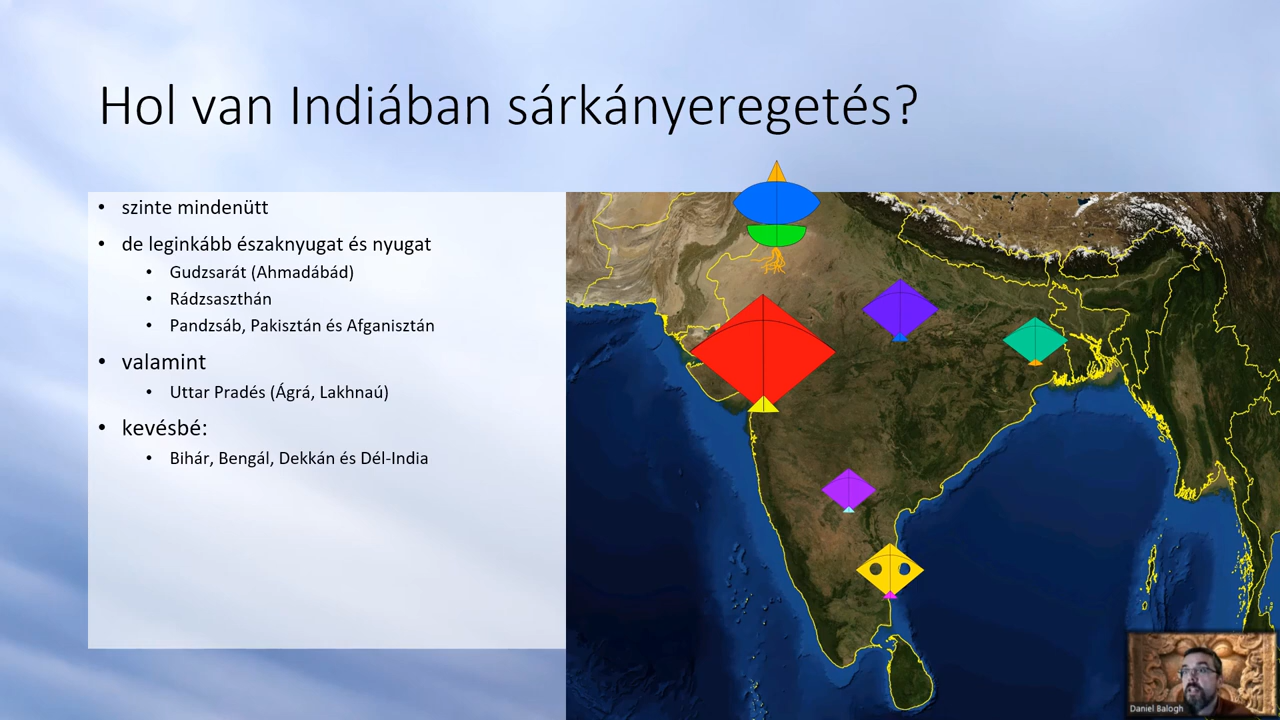 Hol van Indiában sárkányeregetés?
• szinte mindenütt
• de leginkább északnyugat és nyugat
• Gudzsarát (Ahmadábád)
• Rádzsaszthán
• Pandzsáb, Pakisztán és Afganisztán
• valamint
• Uttar Pradés (Ágrá, Lakhnaú)
• kevésbé:
• Bihár, Bengál, Dekkán és Dél-India
Daniel Balogh